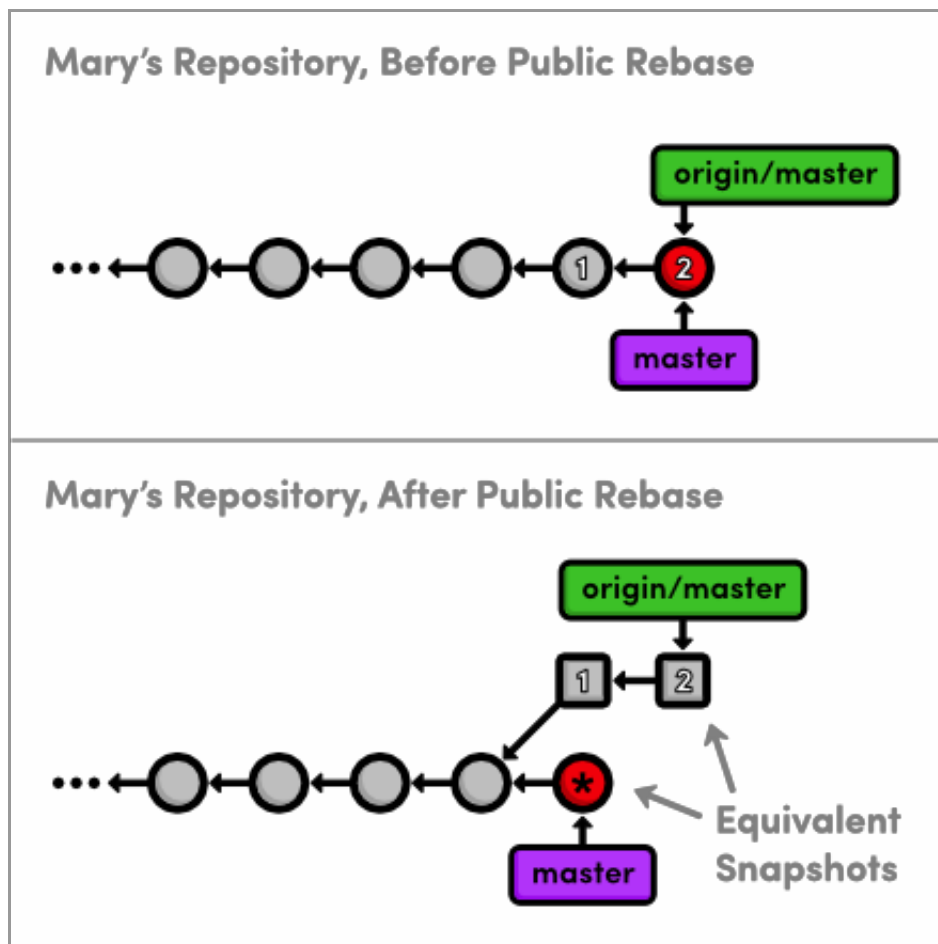 Mary's Repository, Before Public Rebase
origin/master
1
2
master
Mary's Repository, After Public Rebase
origin/master
1
2
*
Equivalent
Snapshots
master